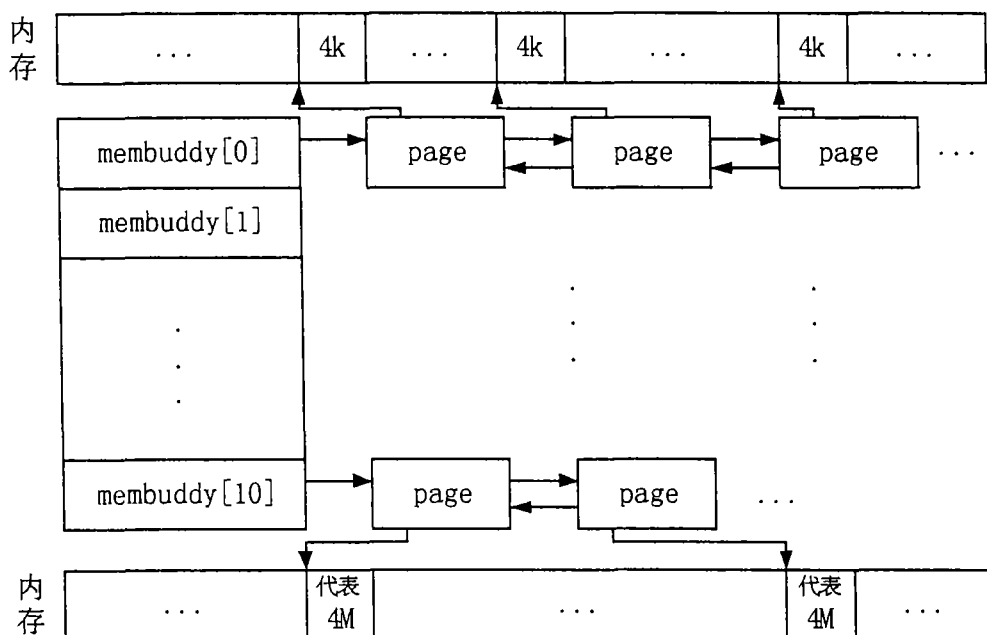 内存
... 4k ... 4k ... 4k ...
membuddy[0] page page page ...
membuddy[1]
membuddy[10] page page ...
内存
... 代表 4M ... 代表 4M ...